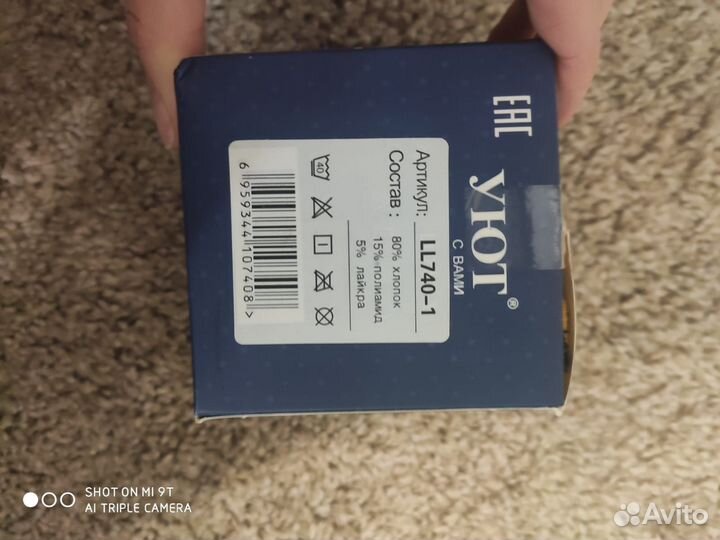 EAC
УЮТ®
С ВАМИ
Артикул: LL740-1
Состав : 80% хлопок
15% полиамид
5% лайкра
40
6 959344 107408 >
SHOT ON MI 9T
AI TRIPLE CAMERA
Avito